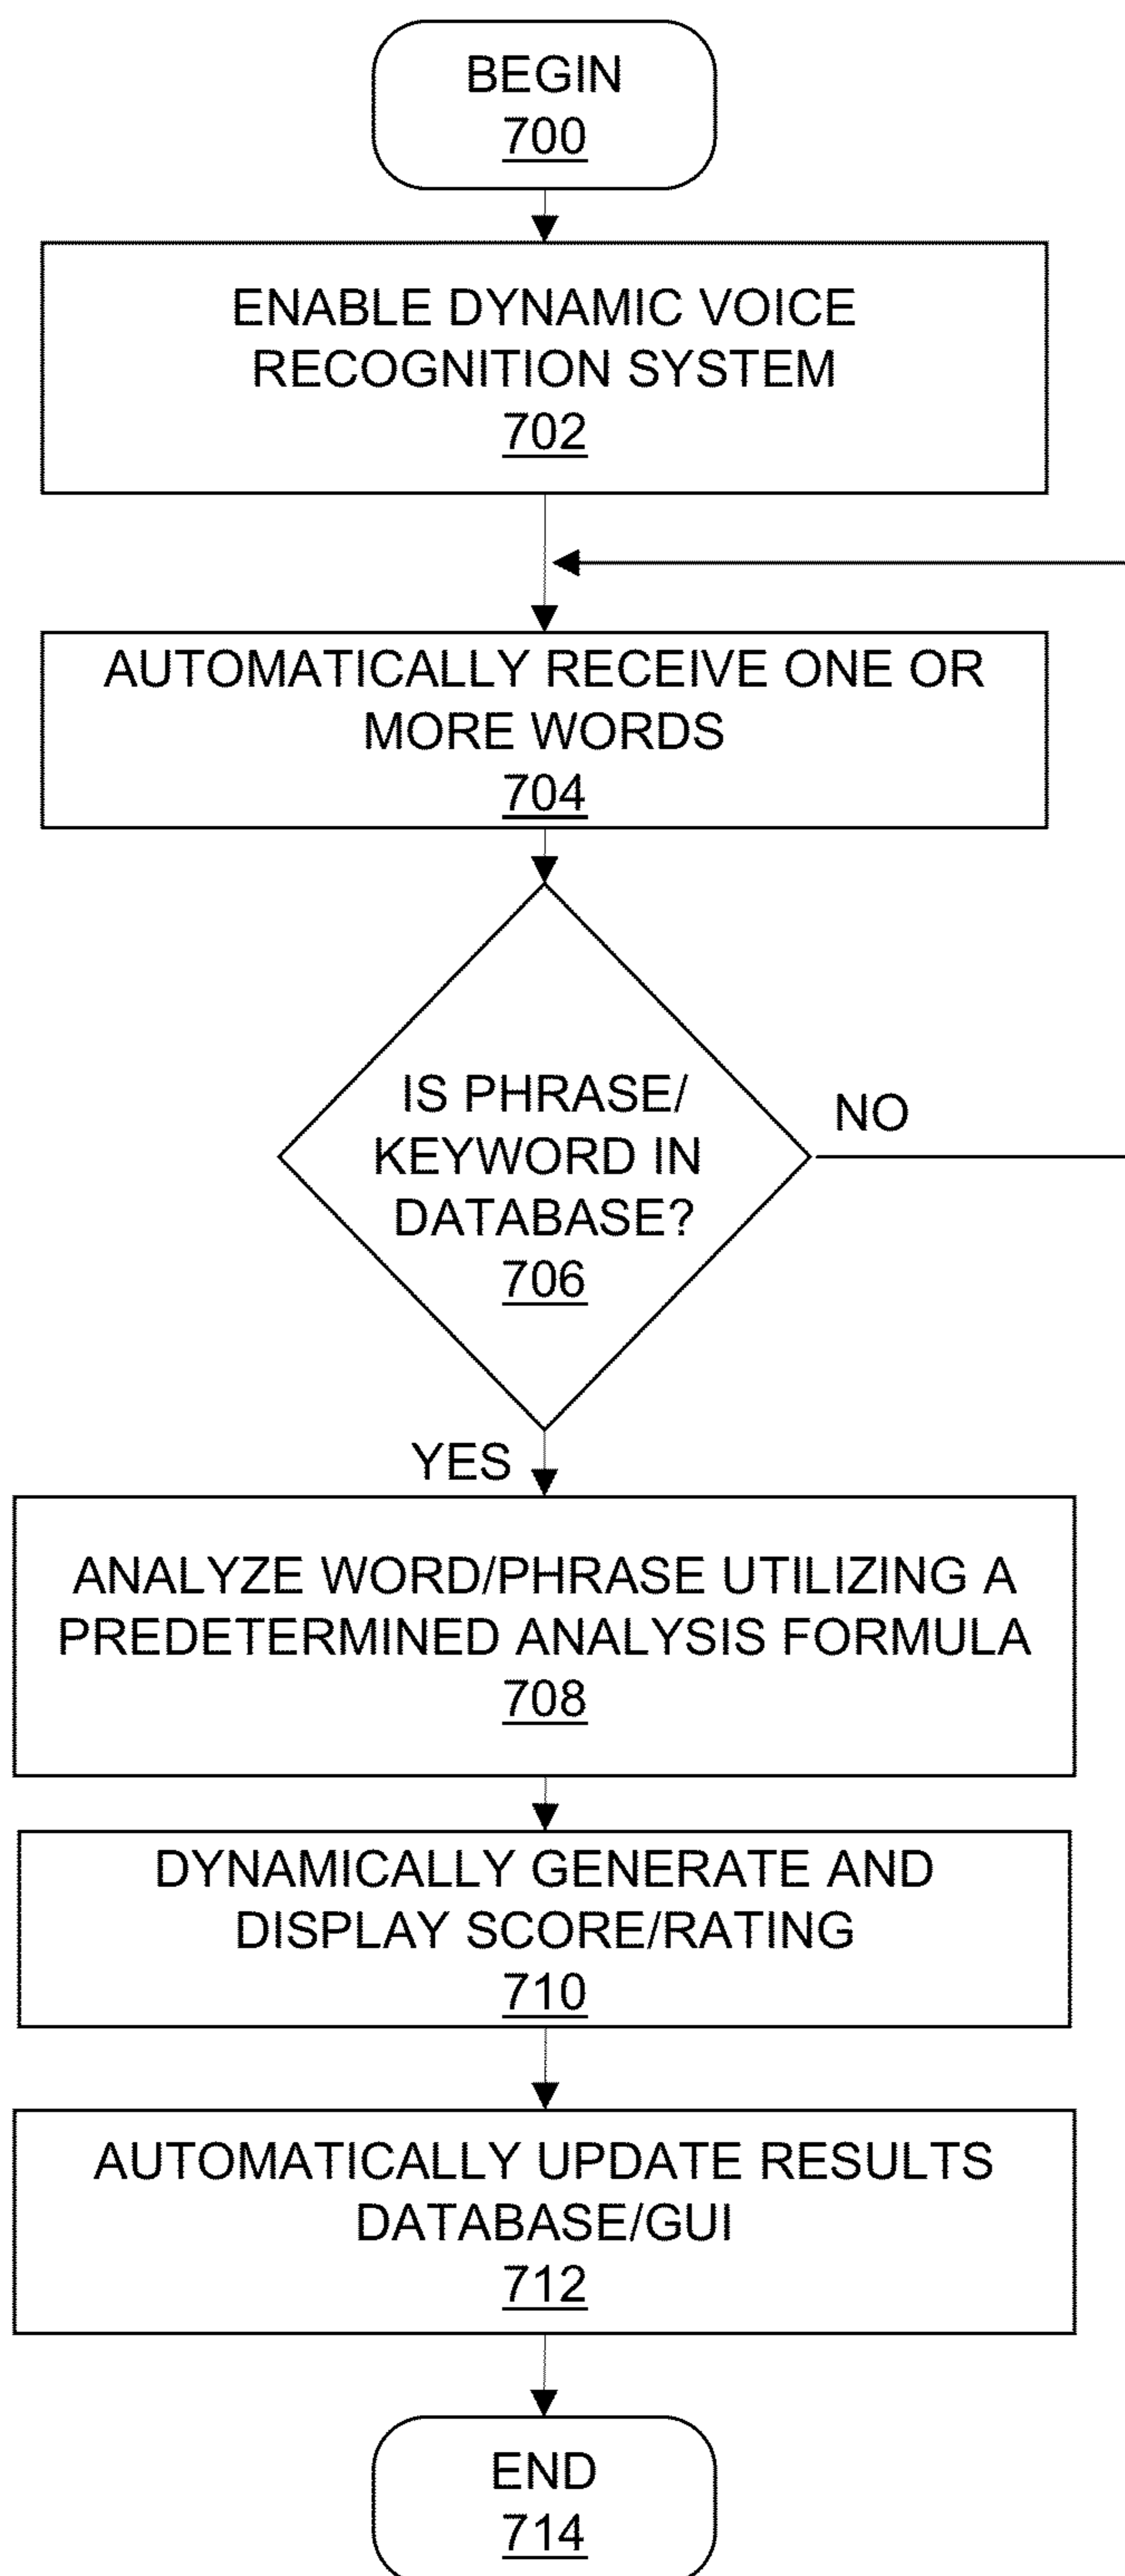 BEGIN
700
ENABLE DYNAMIC VOICE
RECOGNITION SYSTEM
702
AUTOMATICALLY RECEIVE ONE OR
MORE WORDS
704
IS PHRASE/
KEYWORD IN
DATABASE?
706
NO
YES
ANALYZE WORD/PHRASE UTILIZING A
PREDETERMINED ANALYSIS FORMULA
708
DYNAMICALLY GENERATE AND
DISPLAY SCORE/RATING
710
AUTOMATICALLY UPDATE RESULTS
DATABASE/GUI
712
END
714